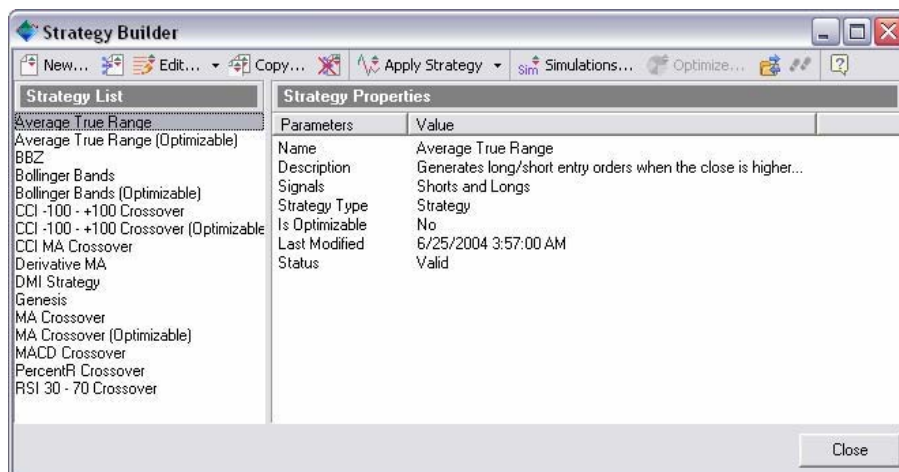 Strategy Builder
New... Edit... Copy... Apply Strategy Sim Simulations... Optimize...
Strategy List
Average True Range
Average True Range (Optimizable)
BBZ
Bollinger Bands
Bollinger Bands (Optimizable)
CCI -100 - +100 Crossover
CCI -100 - +100 Crossover (Optimizable
CCI MA Crossover
Derivative MA
DMI Strategy
Genesis
MA Crossover
MA Crossover (Optimizable)
MACD Crossover
PercentR Crossover
RSI 30 - 70 Crossover
Strategy Properties
Parameters Value
Name Average True Range
Description Generates long/short entry orders when the close is higher...
Signals Shorts and Longs
Strategy Type Strategy
Is Optimizable No
Last Modified 6/25/2004 3:57:00 AM
Status Valid
Close